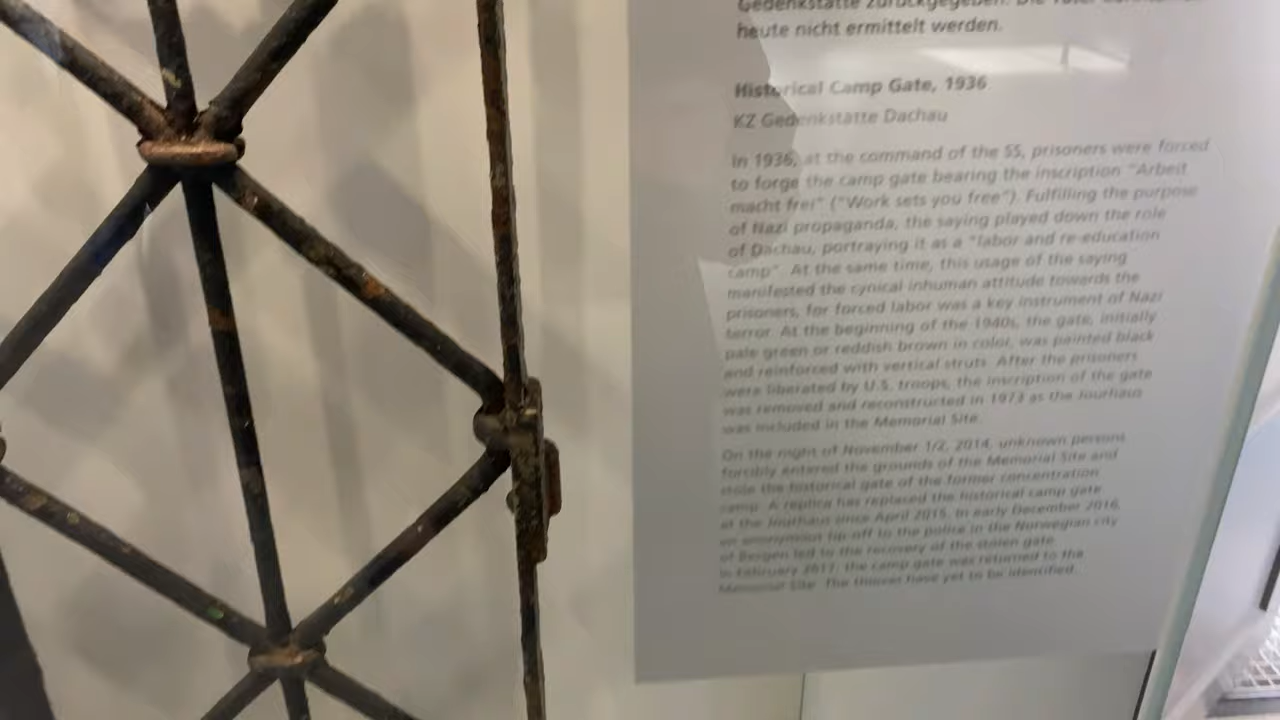 Gedenkstätte zurückgegeben. Die Täter
heute nicht ermittelt werden.
Historical Camp Gate, 1936
KZ Gedenkstätte Dachau
In 1936, at the command of the SS, prisoners were forced
to forge the camp gate bearing the inscription "Arbeit
macht frei" ("Work sets you free"). Fulfilling the purpose
of Nazi propaganda, the saying played down the role
of Dachau, portraying it as a "labor and re-education
camp". At the same time, this usage of the saying
manifested the cynical inhuman attitude towards the
prisoners, for forced labor was a key instrument of Nazi
terror. At the beginning of the 1940s, the gate, initially
pale green or reddish brown in color, was painted black
and reinforced with vertical struts. After the prisoners
were liberated by U.S. troops, the inscription of the gate
was removed and reconstructed in 1972 as the Jourhaus
was included in the Memorial Site.
On the night of November 1/2, 2014, unknown persons
forcibly entered the grounds of the Memorial Site and
stole the historical gate of the former concentration
camp. A replica has replaced the historical camp gate
at the Jourhaus since April 2015. In early December 2016,
an anonymous tip-off to the police in the Norwegian city
of Bergen led to the recovery of the stolen gate.
In February 2017, the camp gate was returned to the
Memorial Site. The thieves have yet to be identified.